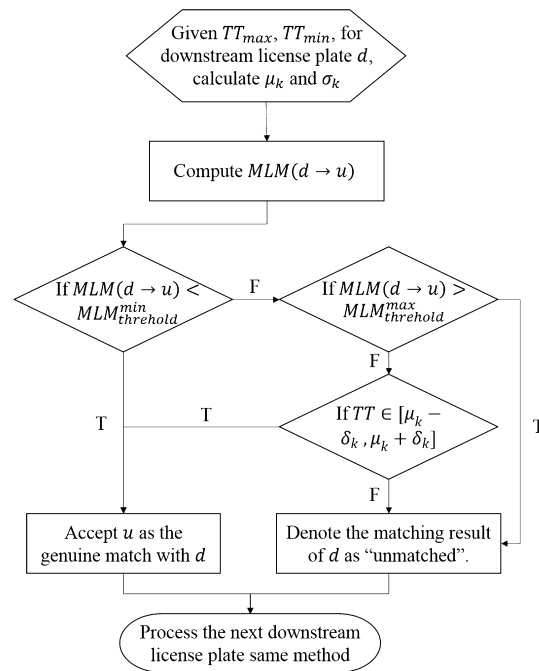 Given TT_max, TT_min, for
downstream license plate d,
calculate μ_k and σ_k
Compute MLM(d → u)
If MLM(d → u) <
MLM^min_threhold
F
If MLM(d → u) >
MLM^max_threhold
F
T
T
T
If TT ∈ [μ_k −
δ_k , μ_k + δ_k]
F
Accept u as the
genuine match with d
Denote the matching result
of d as “unmatched”.
Process the next downstream
license plate same method